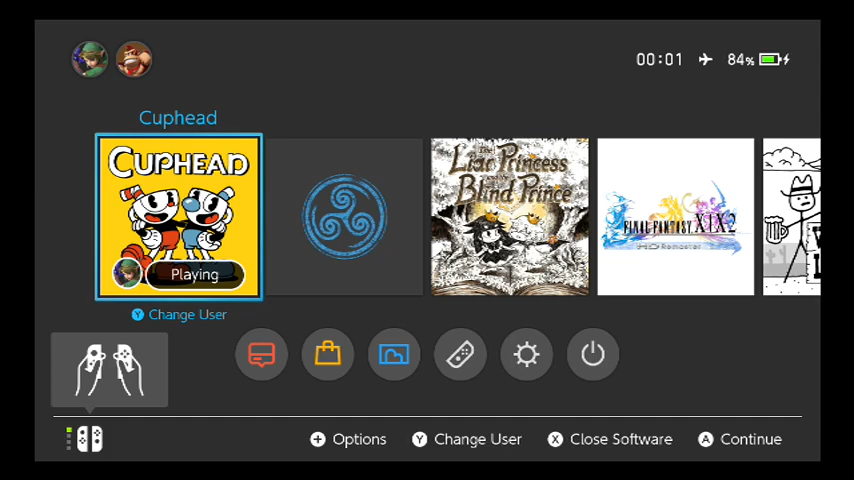 00:01 84%
Cuphead
CUPHEAD
Playing
Y Change User
The
Liar Princess
and the
Blind Prince
FINAL FANTASY X|X-2
HD Remaster
+ Options Y Change User X Close Software A Continue